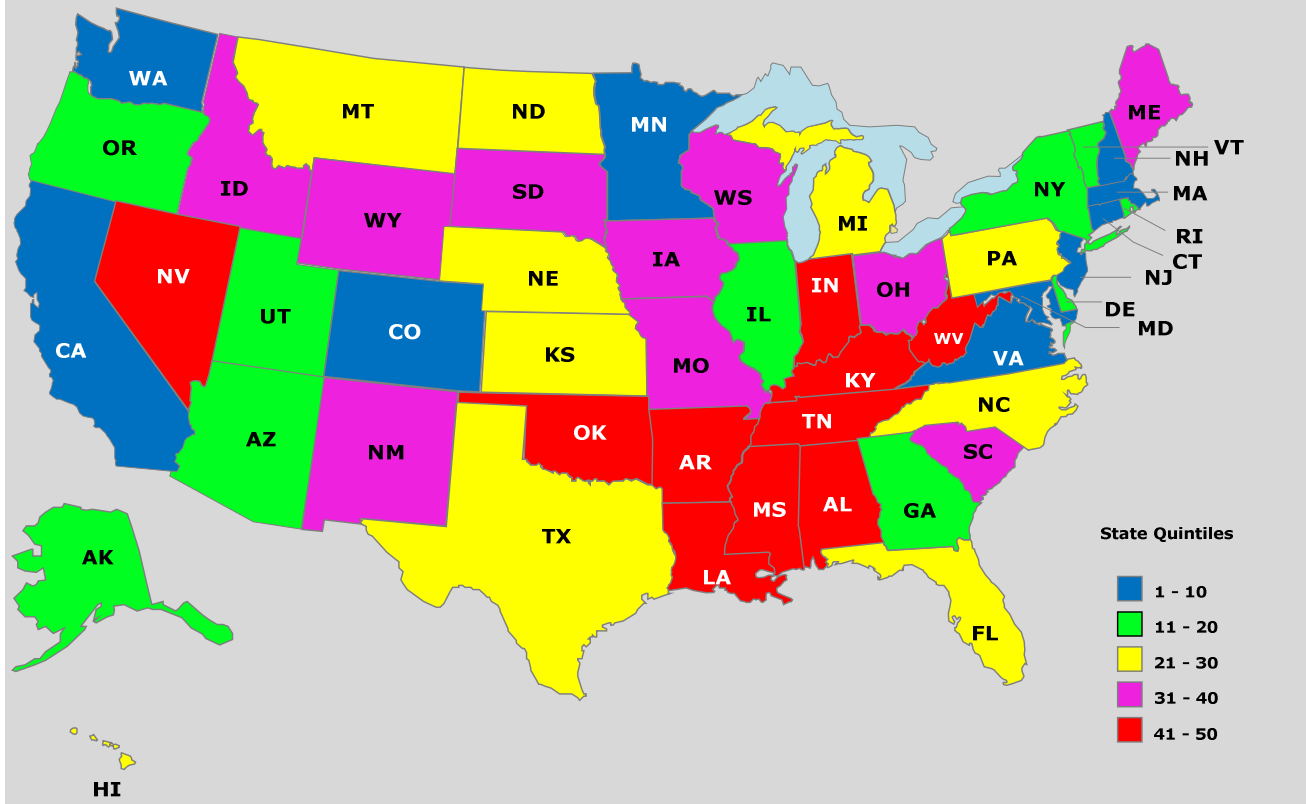 WA
MT
ND
MN
ME
OR
VT
NH
ID
SD
WS
NY
MA
WY
MI
RI
IA
PA
CT
NV
NE
IN
OH
NJ
UT
IL
DE
CO
MD
CA
KS
WV
VA
MO
KY
NC
TN
AZ
NM
OK
AR
SC
MS
AL
GA
TX
State Quintiles
AK
LA
1 - 10
11 - 20
FL
21 - 30
31 - 40
41 - 50
HI